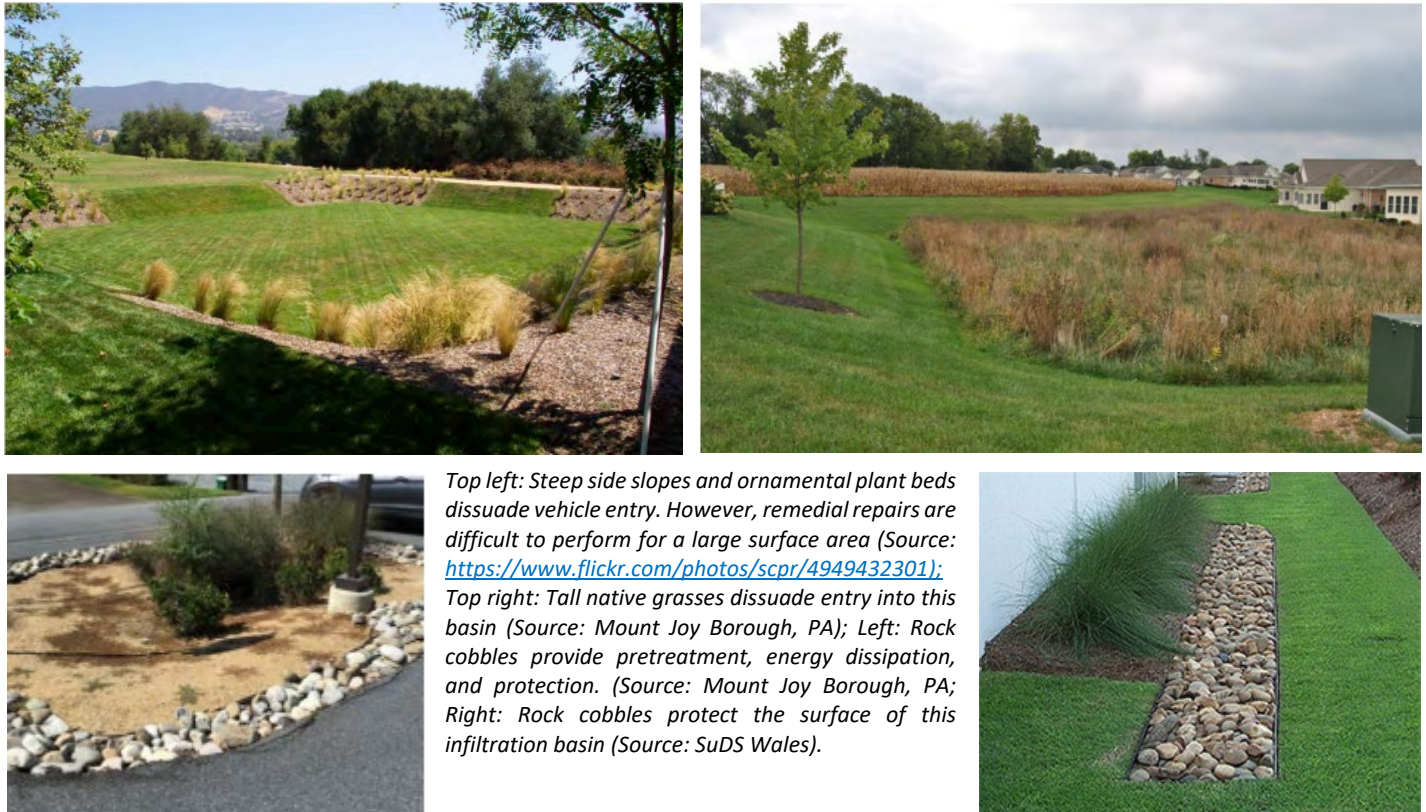 Top left: Steep side slopes and ornamental plant beds
dissuade vehicle entry. However, remedial repairs are
difficult to perform for a large surface area (Source:
https://www.flickr.com/photos/scpr/4949432301);
Top right: Tall native grasses dissuade entry into this
basin (Source: Mount Joy Borough, PA); Left: Rock
cobbles provide pretreatment, energy dissipation,
and protection. (Source: Mount Joy Borough, PA;
Right: Rock cobbles protect the surface of this
infiltration basin (Source: SuDS Wales).